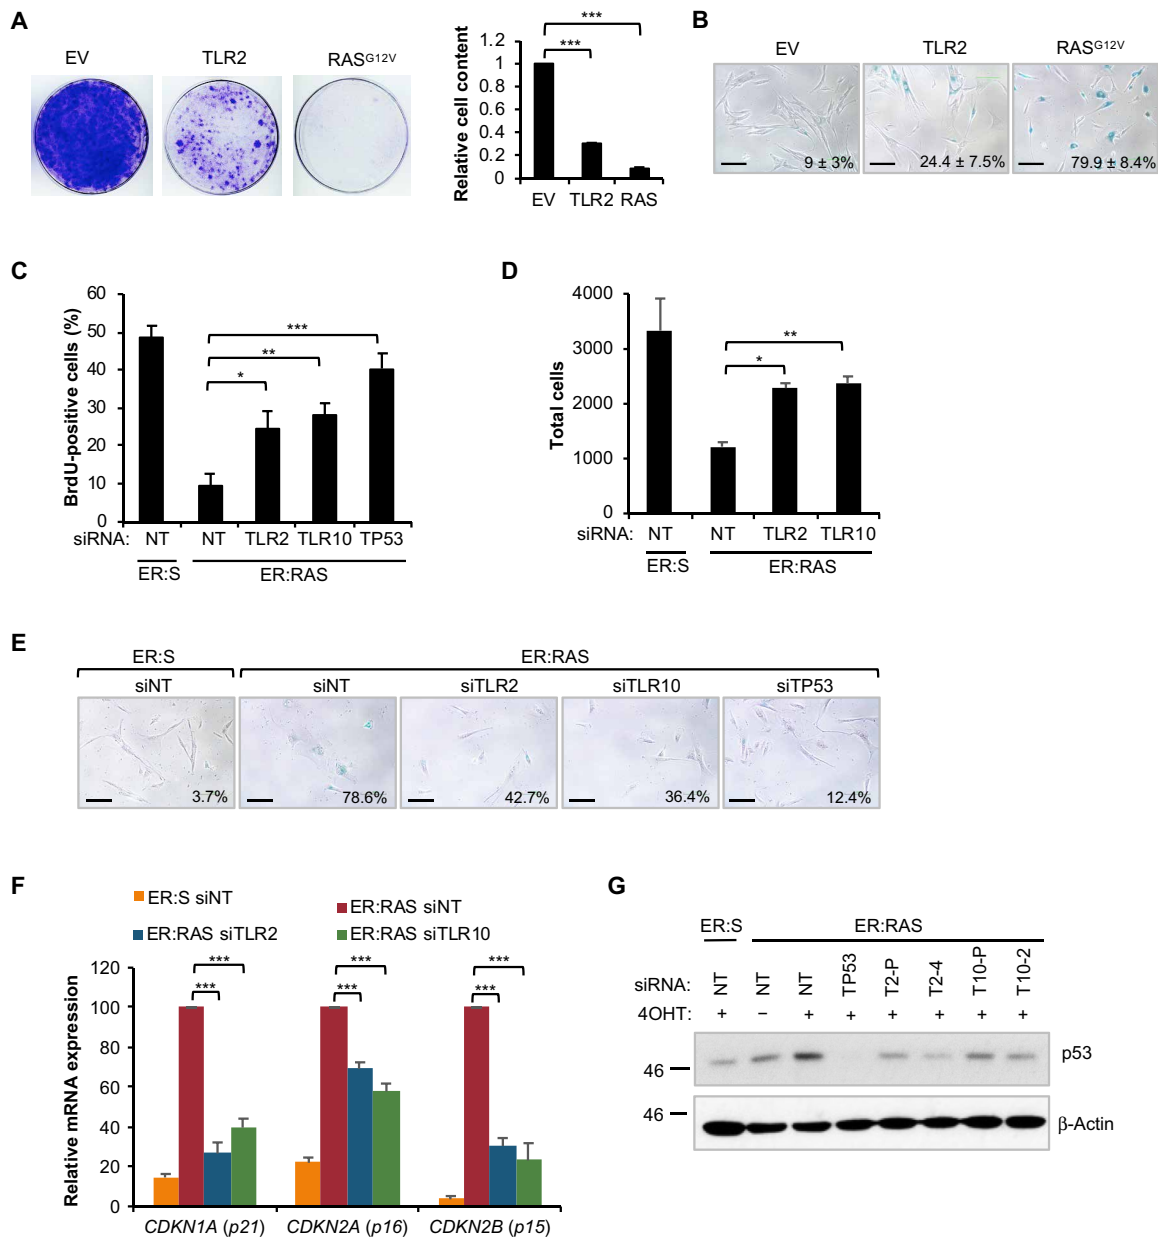 A
EV
TLR2
RASG12V
Relative cell content
1.2
1
0.8
0.6
0.4
0.2
0
***
***
EV TLR2 RAS
B
EV
TLR2
RASG12V
9 ± 3%
24.4 ± 7.5%
79.9 ± 8.4%
C
BrdU-positive cells (%)
60
50
40
30
20
10
0
***
**
*
siRNA: NT NT TLR2 TLR10 TP53
ER:S ER:RAS
D
Total cells
4000
3000
2000
1000
0
**
*
siRNA: NT NT TLR2 TLR10
ER:S ER:RAS
E
ER:S ER:RAS
siNT siNT siTLR2 siTLR10 siTP53
3.7% 78.6% 42.7% 36.4% 12.4%
F
ER:S siNT
ER:RAS siNT
ER:RAS siTLR2
ER:RAS siTLR10
Relative mRNA expression
120
100
80
60
40
20
0
***
***
***
***
***
***
CDKN1A (p21) CDKN2A (p16) CDKN2B (p15)
G
ER:S ER:RAS
siRNA: NT NT NT TP53 T2-P T2-4 T10-P T10-2
4OHT: + − + + + + + +
46
p53
46
β-Actin